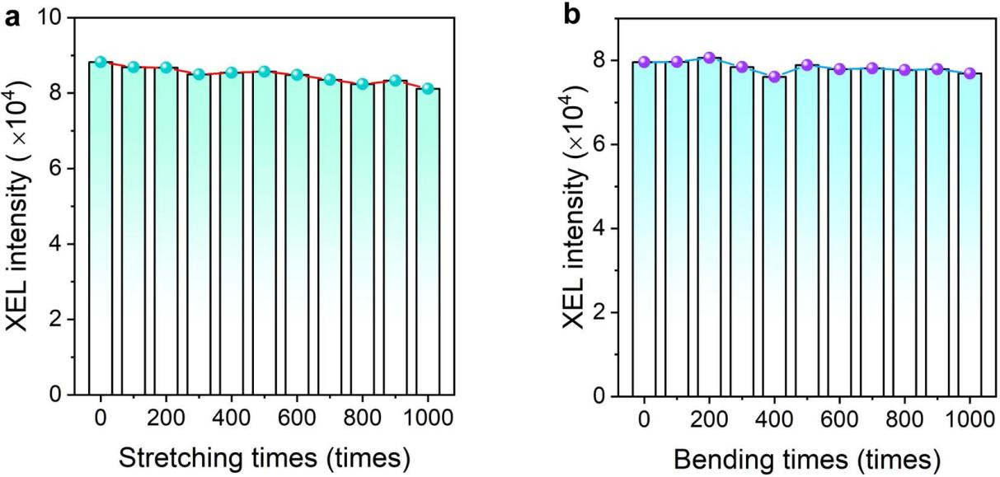 a
10
8
6
4
2
0
XEL intensity ( ×10⁴)
0 200 400 600 800 1000
Stretching times (times)
b
8
6
4
2
0
XEL intensity (×10⁴)
0 200 400 600 800 1000
Bending times (times)